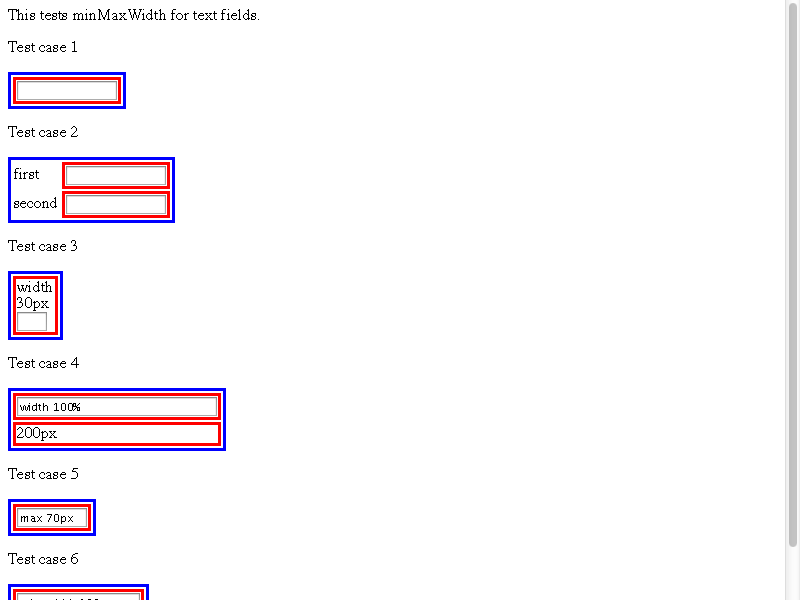 This tests minMaxWidth for text fields.
Test case 1
Test case 2
first
second
Test case 3
width
30px
Test case 4
width 100%
200px
Test case 5
max 70px
Test case 6